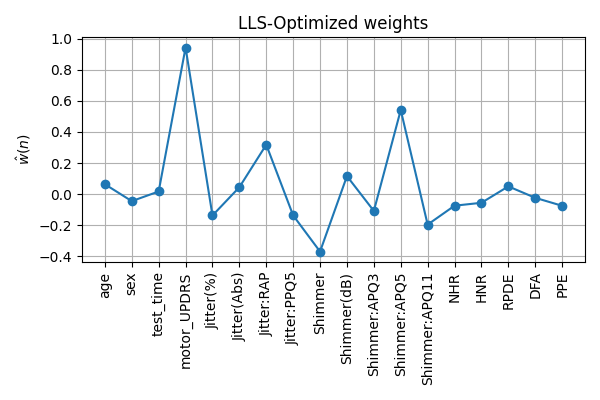 LLS-Optimized weights
ŵ(n)
1.0
0.8
0.6
0.4
0.2
0.0
−0.2
−0.4
age
sex
test_time
motor_UPDRS
Jitter(%)
Jitter(Abs)
Jitter:RAP
Jitter:PPQ5
Shimmer
Shimmer(dB)
Shimmer:APQ3
Shimmer:APQ5
Shimmer:APQ11
NHR
HNR
RPDE
DFA
PPE